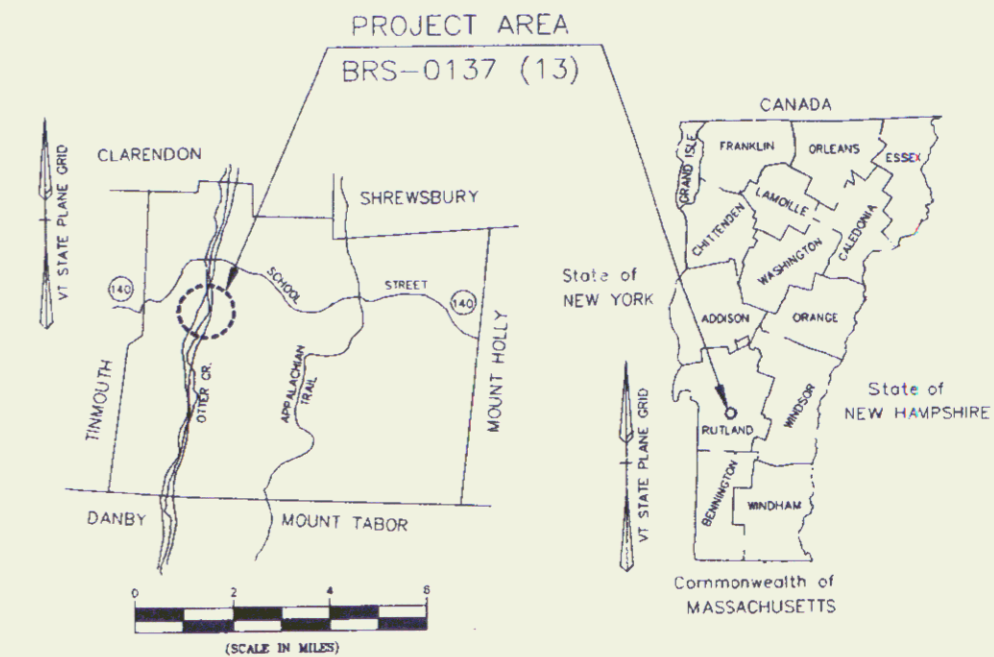 PROJECT AREA
BRS-0137 (13)
VT STATE PLANE GRID
CLARENDON
SHREWSBURY
140
SCHOOL
STREET
140
TINMOUTH
OTTER CR.
APPALACHIAN
TRAIL
MOUNT HOLLY
DANBY
MOUNT TABOR
0
2
4
6
(SCALE IN MILES)
CANADA
GRAND ISLE
FRANKLIN
ORLEANS
ESSEX
LAMOILLE
CHITTENDEN
CALEDONIA
WASHINGTON
State of
NEW YORK
ADDISON
ORANGE
VT STATE PLANE GRID
RUTLAND
WINDSOR
State of
NEW HAMPSHIRE
BENNINGTON
WINDHAM
Commonwealth of
MASSACHUSETTS